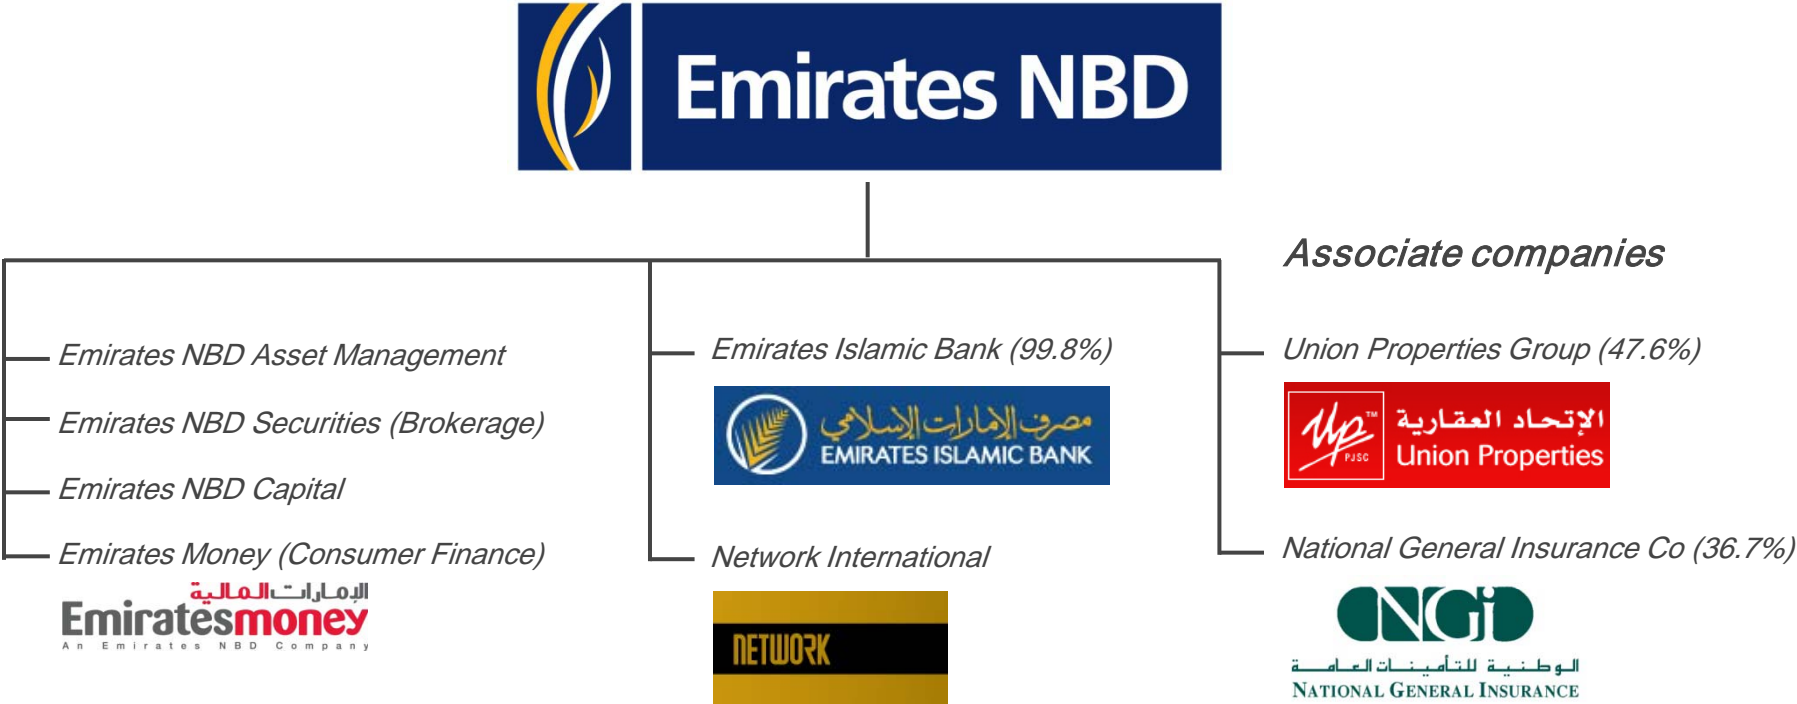 Emirates NBD
Associate companies
Emirates NBD Asset Management
Emirates NBD Securities (Brokerage)
Emirates NBD Capital
Emirates Money (Consumer Finance)
الإمارات المالية
Emiratesmoney
An Emirates NBD Company
Emirates Islamic Bank (99.8%)
مصرف الإمارات الإسلامي
EMIRATES ISLAMIC BANK
Network International
NETWORK
Union Properties Group (47.6%)
الإتحاد العقارية
Up™
PJSC
Union Properties
National General Insurance Co (36.7%)
NGI
الوطنية للتأمينات العامة
NATIONAL GENERAL INSURANCE